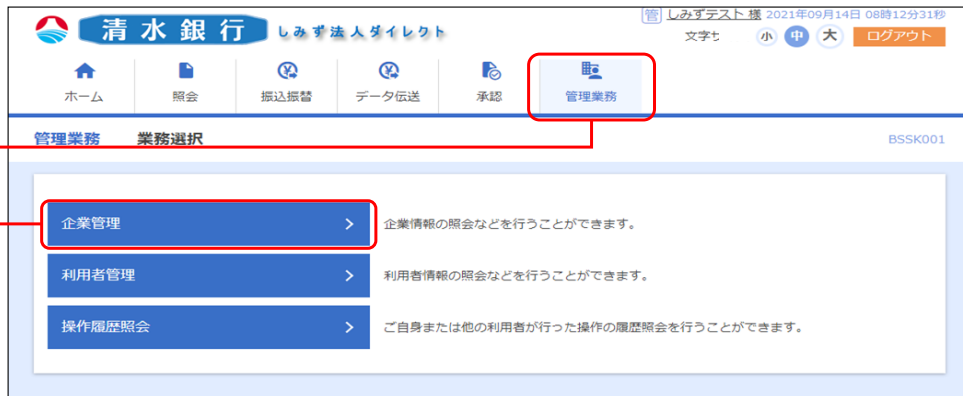 清水銀行 しみず法人ダイレクト
管 しみずテスト 様 2021年09月14日 08時12分31秒
文字サ 小 中 大 ログアウト
ホーム 照会 振込振替 データ伝送 承認 管理業務
管理業務 業務選択 BSSK001
企業管理 企業情報の照会などを行うことができます。
利用者管理 利用者情報の照会などを行うことができます。
操作履歴照会 ご自身または他の利用者が行った操作の履歴照会を行うことができます。